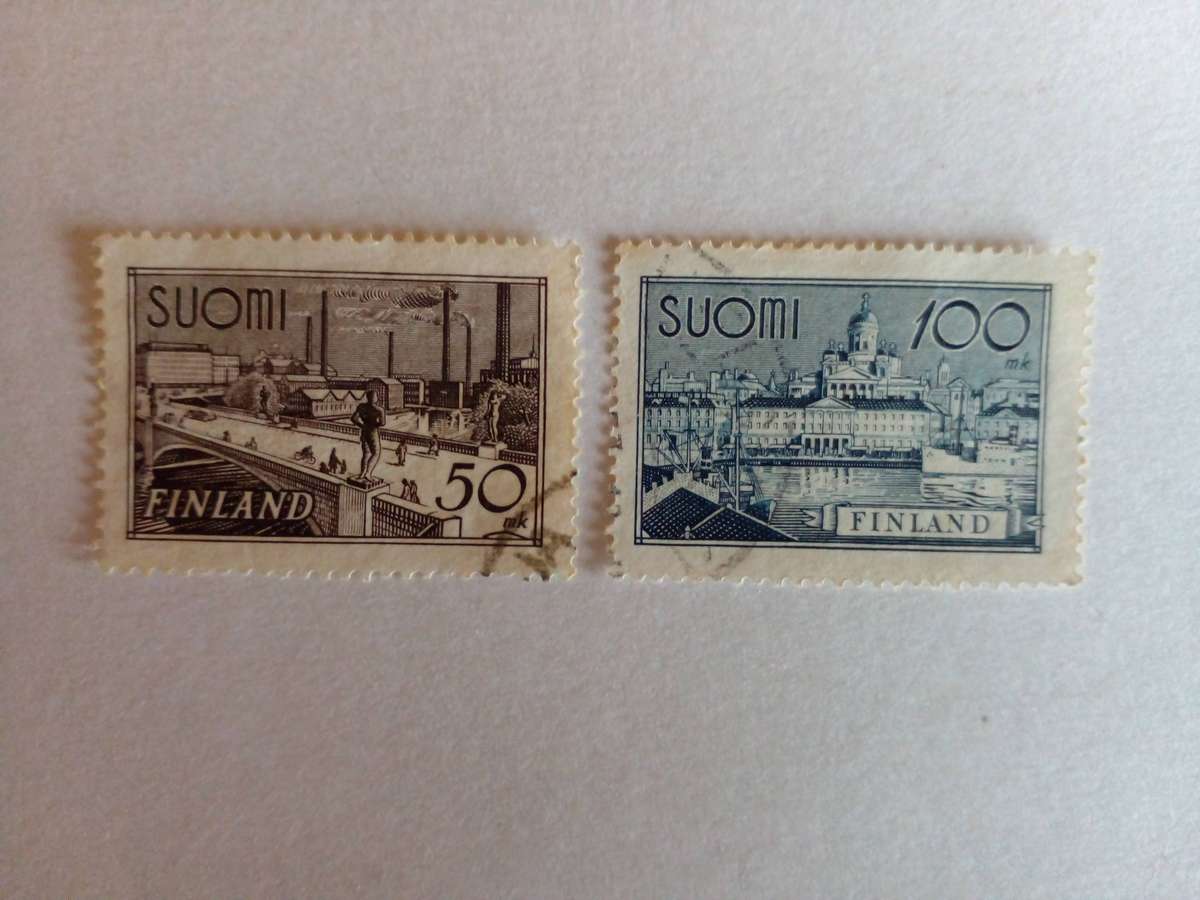 SUOMI
FINLAND
50 mk
SUOMI 100 mk
FINLAND